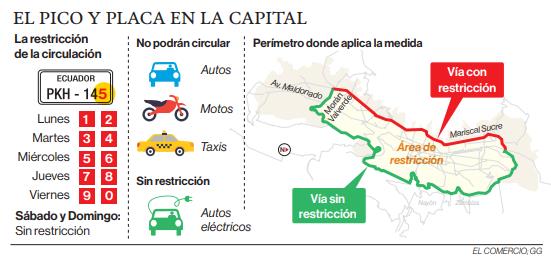 EL PICO Y PLACA EN LA CAPITAL
La restricción
de la circulación
ECUADOR
PKH - 145
Lunes 1 2
Martes 3 4
Miércoles 5 6
Jueves 7 8
Viernes 9 0
Sábado y Domingo:
Sin restricción
No podrán circular
Autos
Motos
Taxis
Sin restricción
Autos
eléctricos
Perímetro donde aplica la medida
Av. Maldonado
Morán
Valverde
Vía con
restricción
Mariscal Sucre
Área de
restricción
N
Vía sin
restricción
Nayón
EL COMERCIO, GG